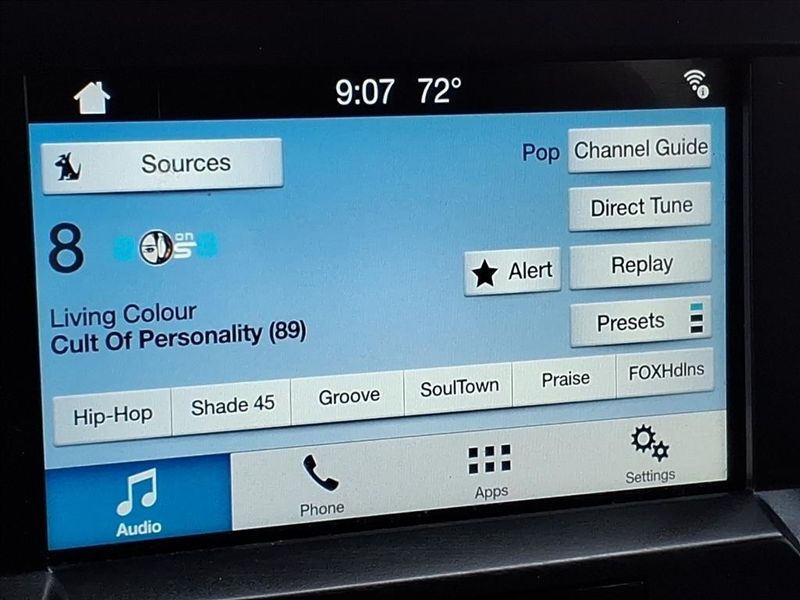 9:07 72°
Sources
Pop
Channel Guide
Direct Tune
8
on
Alert
Replay
Living Colour
Cult Of Personality (89)
Presets
Hip-Hop
Shade 45
Groove
SoulTown
Praise
FOXHdlns
Audio
Phone
Apps
Settings